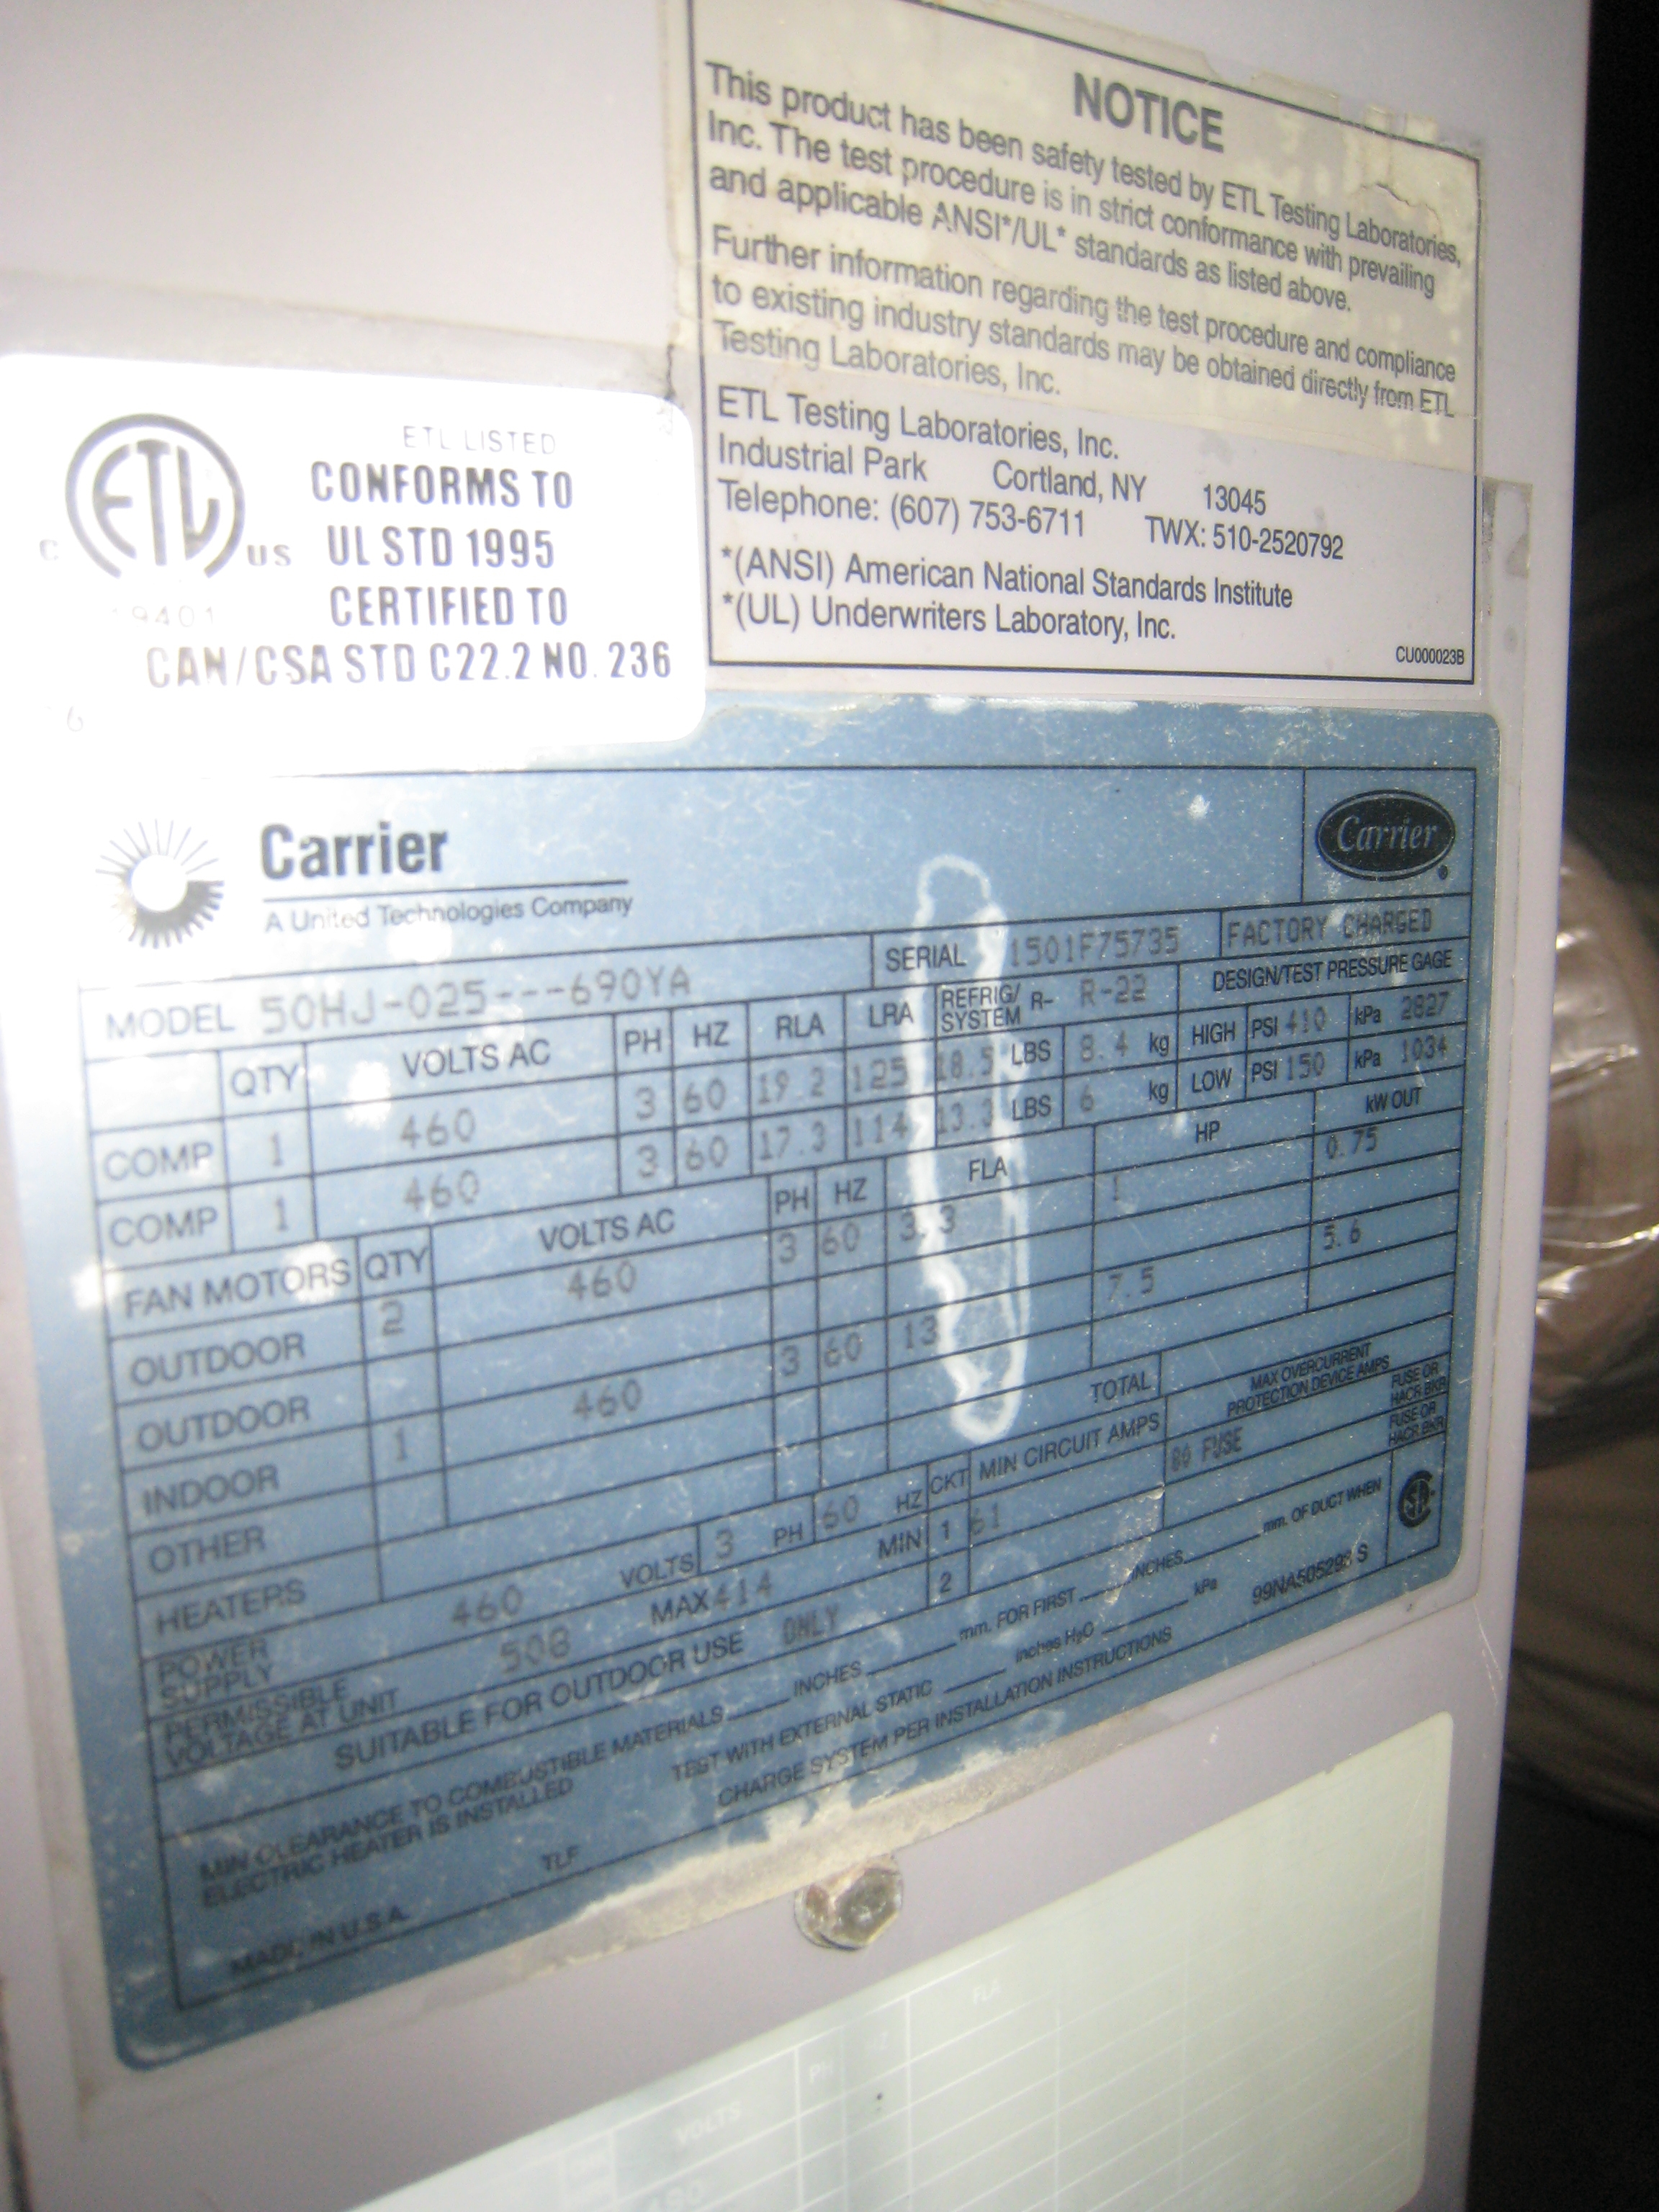 NOTICE
This product has been safety tested by ETL Testing Laboratories,
Inc. The test procedure is in strict conformance with prevailing
and applicable ANSI*/UL* standards as listed above.
Further information regarding the test procedure and compliance
to existing industry standards may be obtained directly from ETL
Testing Laboratories, Inc.
ETL Testing Laboratories, Inc.
Industrial Park Cortland, NY 13045
Telephone: (607) 753-6711 TWX: 510-2520792
*(ANSI) American National Standards Institute
*(UL) Underwriters Laboratory, Inc.
CU000023B
ETL LISTED
CONFORMS TO
UL STD 1995
CERTIFIED TO
CAN/CSA STD C22.2 NO. 236
C ETL US
9401
Carrier
A United Technologies Company
Carrier
MODEL 50HJ-025---690YA SERIAL 1501F75735 FACTORY CHARGED
QTY VOLTS AC PH HZ RLA LRA REFRIG/SYSTEM R- R-22 DESIGN/TEST PRESSURE GAGE
COMP 1 460 3 60 19.2 125 18.5 LBS 8.4 kg HIGH PSI 410 kPa 2827
COMP 1 460 3 60 17.3 114 13.3 LBS 6 kg LOW PSI 150 kPa 1034
FAN MOTORS QTY VOLTS AC PH HZ FLA HP kW OUT
OUTDOOR 2 460 3 60 3.3 1 0.75
OUTDOOR
INDOOR 1 460 3 60 13 7.5 5.6
OTHER
HEATERS TOTAL
POWER SUPPLY 460 VOLTS 3 PH 60 HZ CKT MIN CIRCUIT AMPS MAX OVERCURRENT PROTECTION DEVICE AMPS
PERMISSIBLE VOLTAGE AT UNIT 508 MAX 414 MIN 1 61 80 FUSE FUSE OR HACR BKR
2 FUSE OR HACR BKR
SUITABLE FOR OUTDOOR USE ONLY
MIN CLEARANCE TO COMBUSTIBLE MATERIALS INCHES mm. FOR FIRST INCHES mm. OF DUCT WHEN
ELECTRIC HEATER IS INSTALLED TEST WITH EXTERNAL STATIC inches H₂O kPa
TLF CHARGE SYSTEM PER INSTALLATION INSTRUCTIONS
MADE IN U.S.A.
VOLTS PH HZ FLA